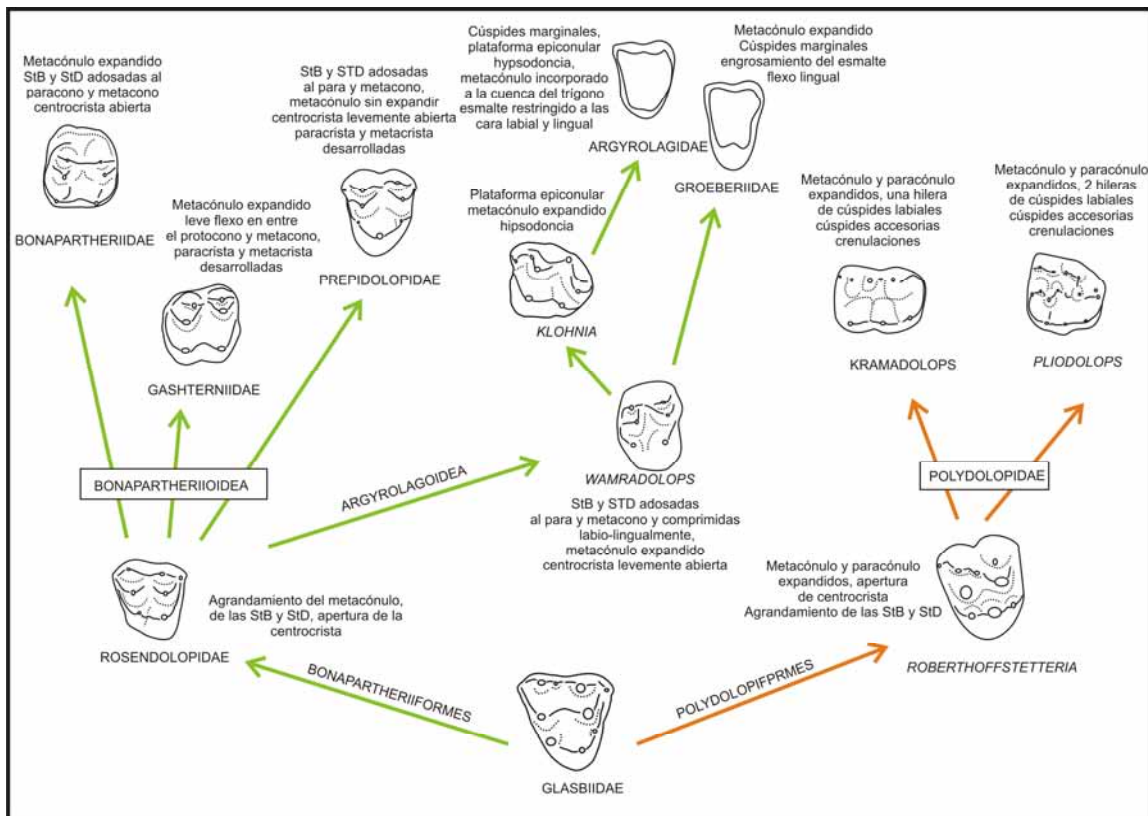 Metacónulo expandido
StB y StD adosadas al
paracono y metacono
centrocrista abierta
BONAPARTHERIIDAE
Metacónulo expandido
leve flexo en entre
el protocono y metacono,
paracrista y metacrista
desarrolladas
GASHTERNIIDAE
StB y STD adosadas
al para y metacono,
metacónulo sin expandir
centrocrista levemente abierta
paracrista y metacrista
desarrolladas
PREPIDOLOPIDAE
Cúspides marginales,
plataforma epiconular
hypsodoncia,
metacónulo incorporado
a la cuenca del trígono
esmalte restringido a las
cara labial y lingual
ARGYROLAGIDAE
Metacónulo expandido
Cúspides marginales
engrosamiento del esmalte
flexo lingual
GROEBERIIDAE
Plataforma epiconular
metacónulo expandido
hipsodoncia
KLOHNIA
Metacónulo y paracónulo
expandidos, una hilera
de cúspides labiales
cúspides accesorias
crenulaciones
KRAMADOLOPS
Metacónulo y paracónulo
expandidos, 2 hileras
de cúspides labiales
cúspides accesorias
crenulaciones
PLIODOLOPS
BONAPARTHERIIOIDEA
ARGYROLAGOIDEA
WAMRADOLOPS
StB y STD adosadas
al para y metacono y comprimidas
labio-lingualmente,
metacónulo expandido
centrocrista levemente abierta
POLYDOLOPIDAE
Metacónulo y paracónulo
expandidos, apertura
de centrocrista
Agrandamiento de las StB y StD
ROBERTHOFFSTETTERIA
Agrandamiento del metacónulo,
de las StB y StD, apertura de la
centrocrista
ROSENDOLOPIDAE
BONAPARTHERIIFORMES
POLYDOLOPIFPRMES
GLASBIIDAE